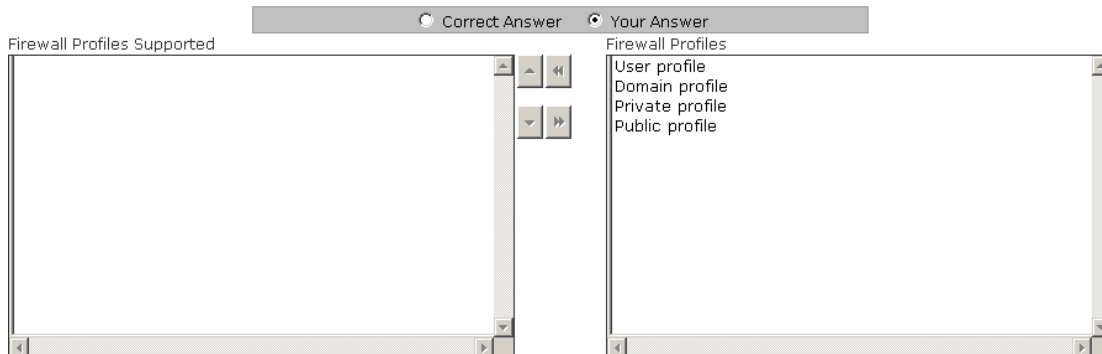 Correct Answer Your Answer
Firewall Profiles Supported
Firewall Profiles
User profile
Domain profile
Private profile
Public profile